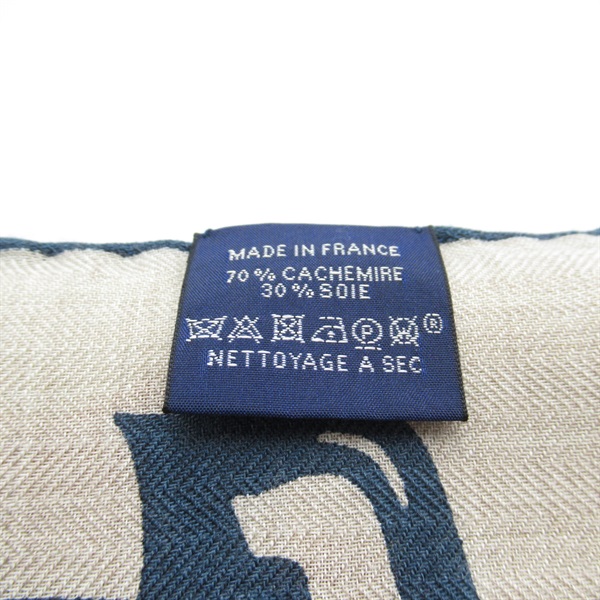 MADE IN FRANCE
70 % CACHEMIRE
30 % SOIE
P W ®
NETTOYAGE A SEC